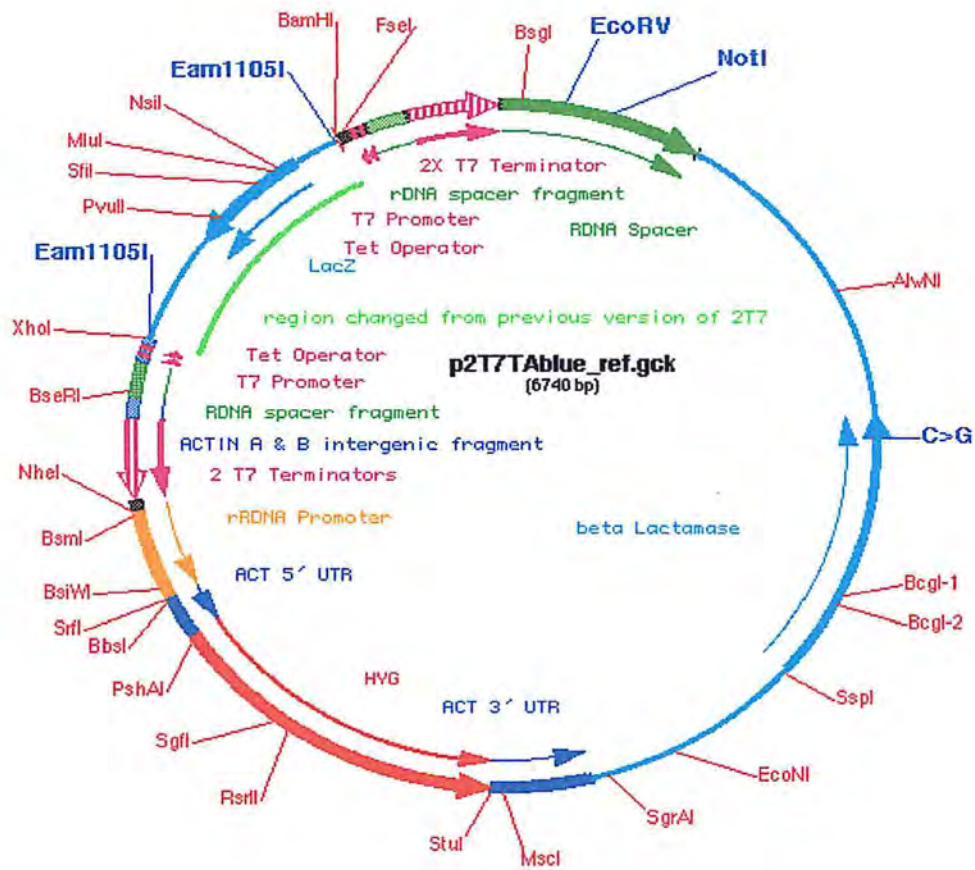 BamHI
FseI
BsgI
EcoRV
NotI
Eam1105I
NsiI
MluI
SfiI
PvuII
Eam1105I
XhoI
BseRI
NheI
BsmI
BsiWI
SrfI
BbsI
PshAI
SgfI
RsrII
StuI
MscI
SgrAI
EcoNI
SspI
BcgI-2
BcgI-1
C>G
AlwNI
2X T7 Terminator
rDNA spacer fragment
T7 Promoter
RDNA Spacer
Tet Operator
LacZ
region changed from previous version of 2T7
Tet Operator
p2T7TAblue_ref.gck
(6740 bp)
T7 Promoter
RDNA spacer fragment
ACTIN A & B intergenic fragment
2 T7 Terminators
rRDNA Promoter
beta Lactamase
ACT 5′ UTR
HYG
ACT 3′ UTR